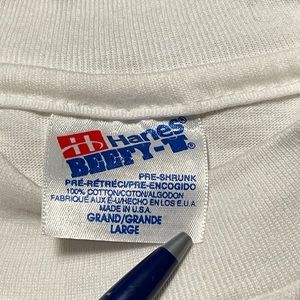 Hanes®
BEEFY-T®
PRE-SHRUNK
PRÉ-RÉTRÉCI/PRE-ENCOGIDO
100% COTTON/COTON/ALGODON
FABRIQUÉ AUX É-U/HECHO EN LOS E.U.A
MADE IN U.S.A.
GRAND/GRANDE
LARGE